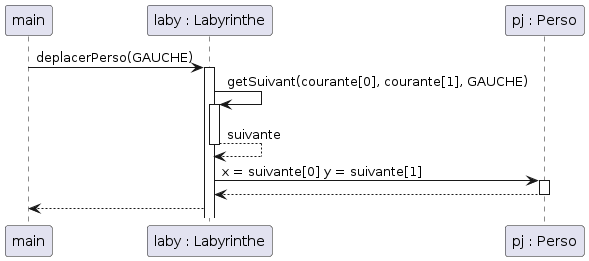 main
laby : Labyrinthe
pj : Perso
deplacerPerso(GAUCHE)
getSuivant(courante[0], courante[1], GAUCHE)
suivante
x = suivante[0] y = suivante[1]
main
laby : Labyrinthe
pj : Perso